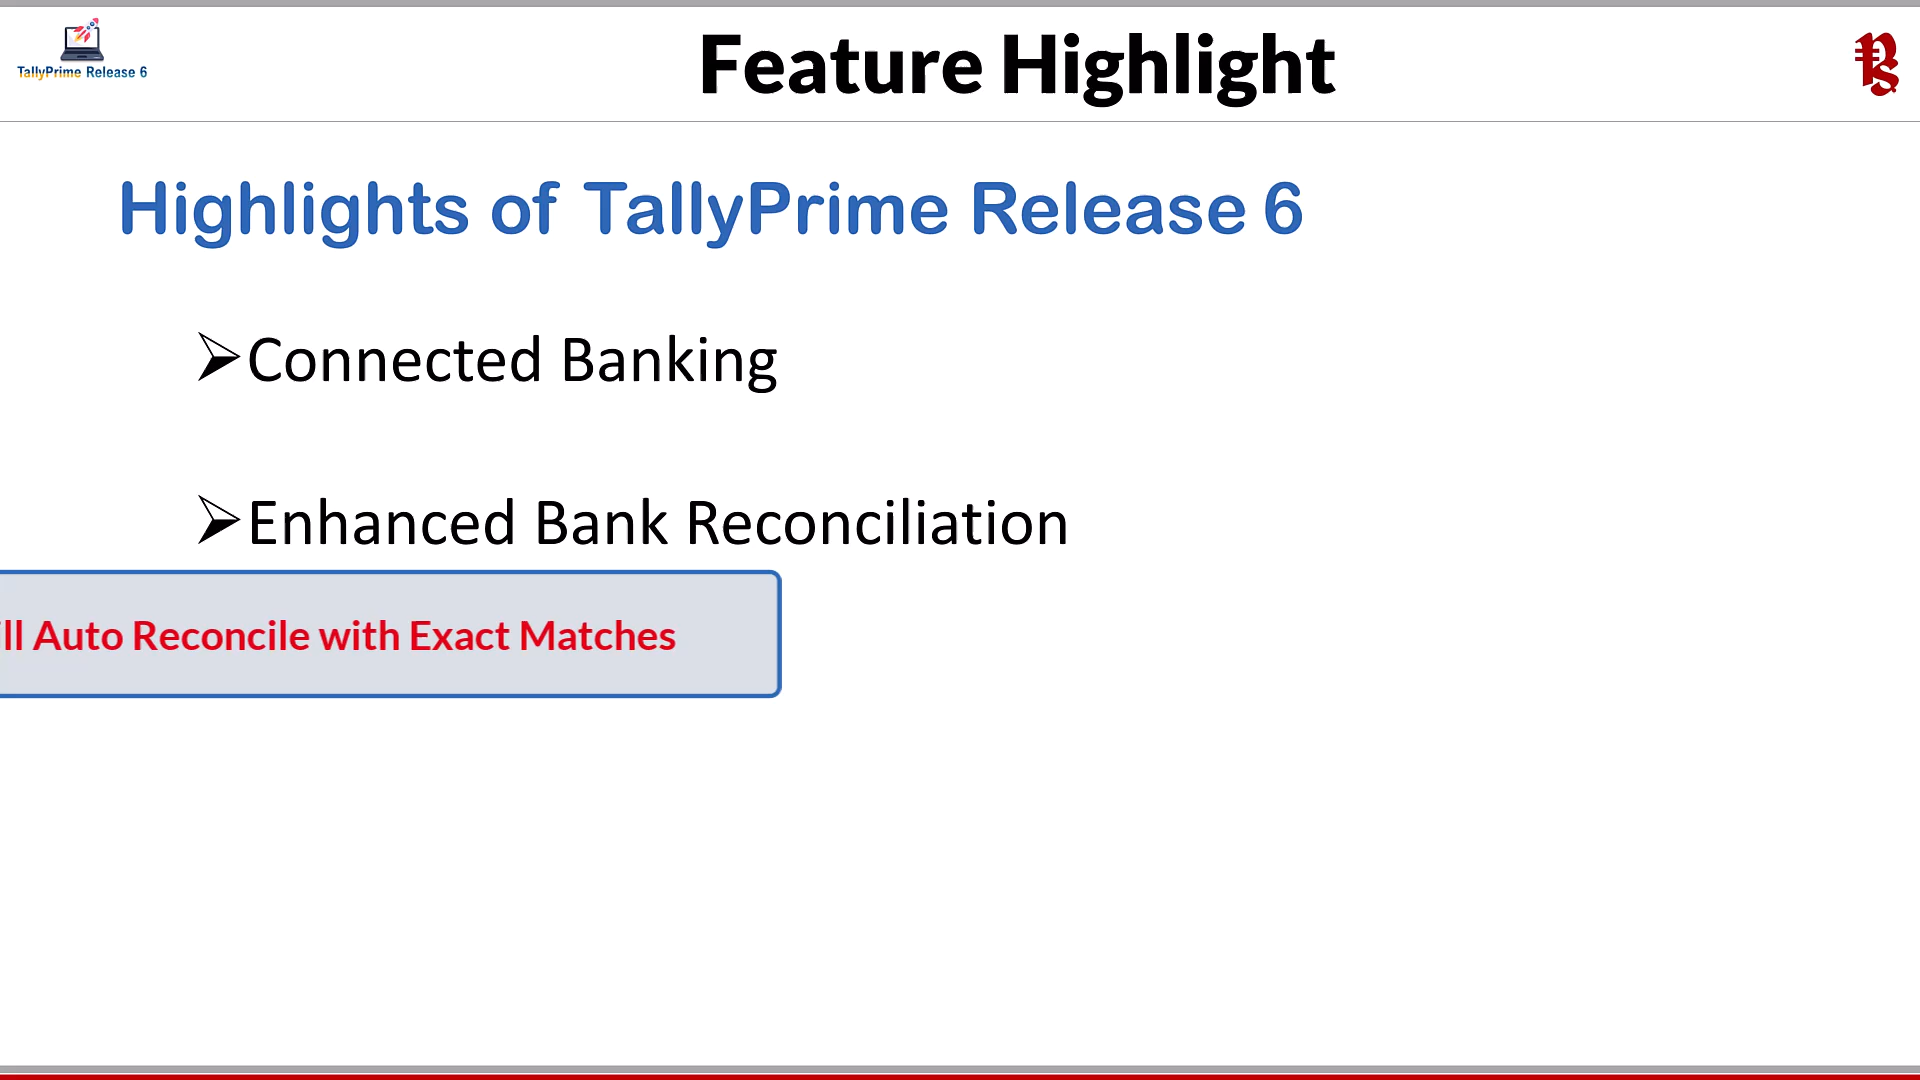 TallyPrime Release 6
Feature Highlight
Highlights of TallyPrime Release 6
➢Connected Banking
➢Enhanced Bank Reconciliation
ll Auto Reconcile with Exact Matches